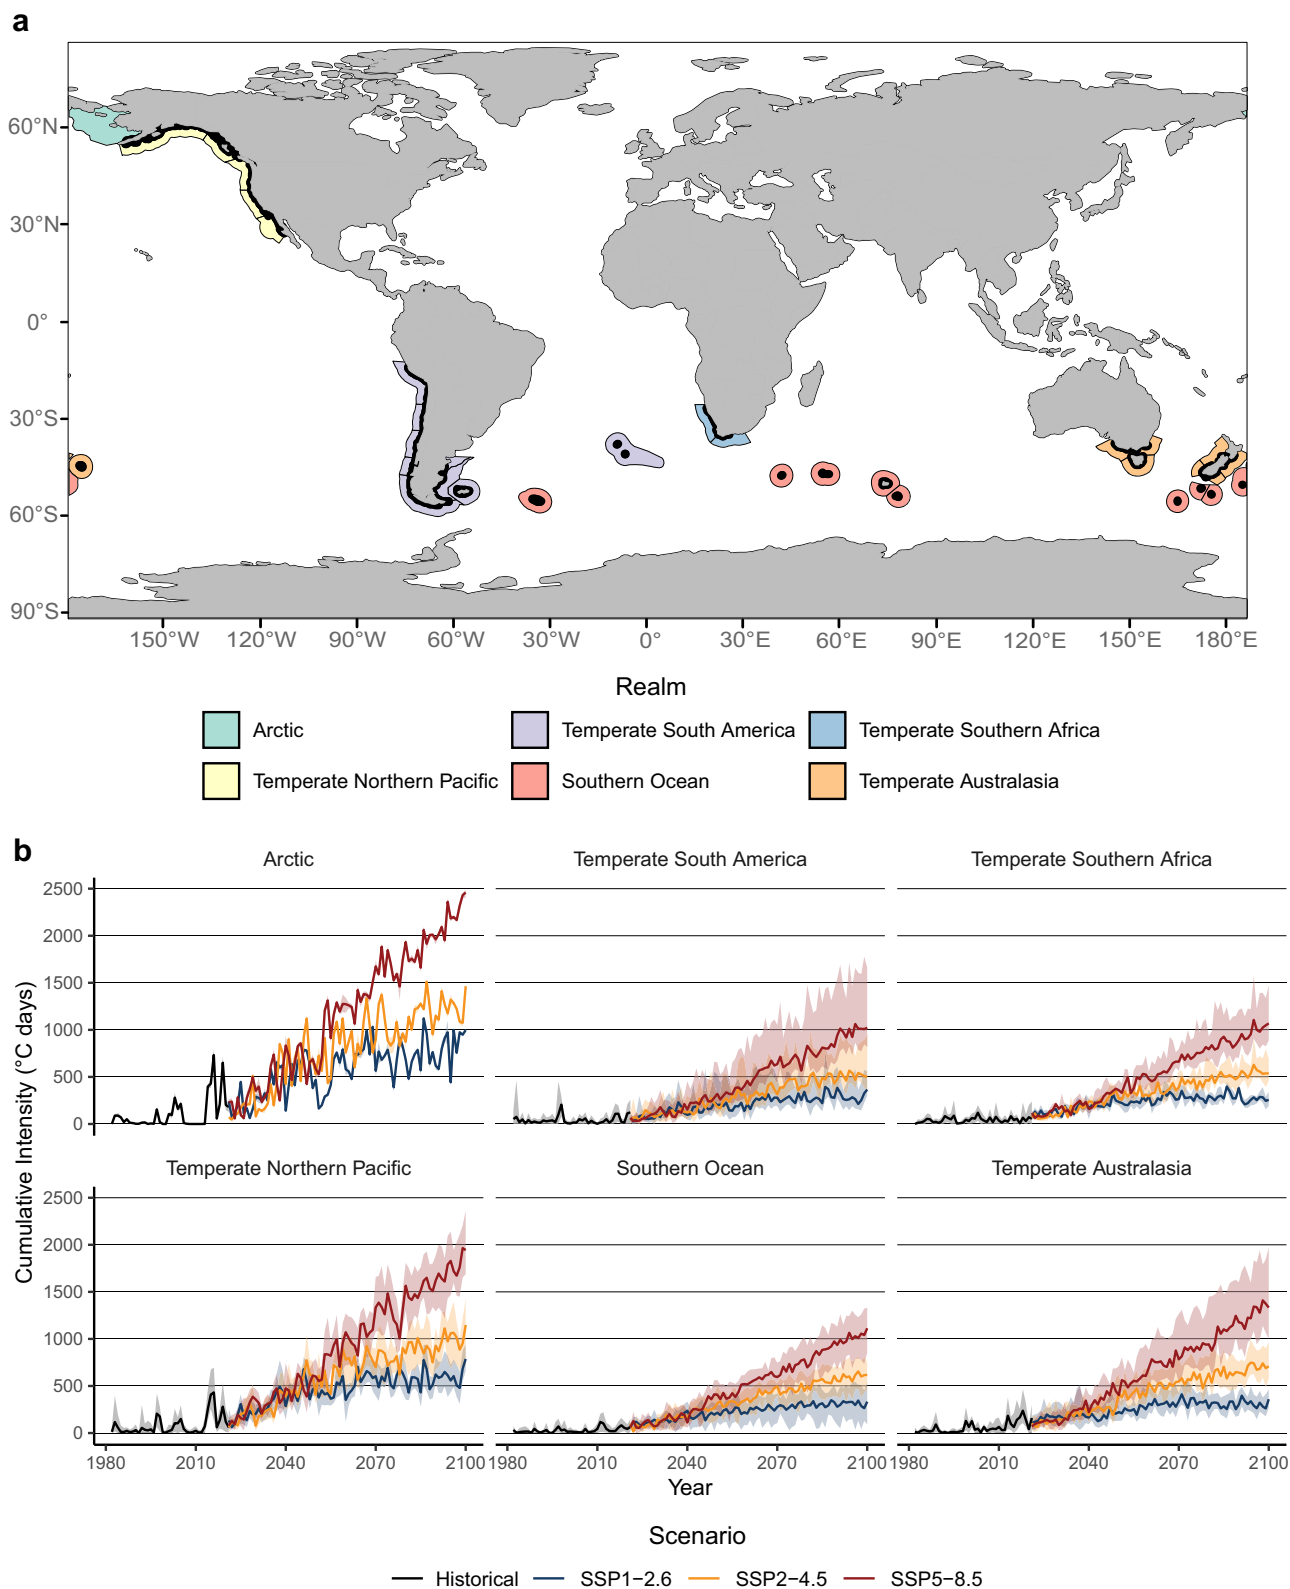 a
60°N
30°N
0°
30°S
60°S
90°S
150°W 120°W 90°W 60°W 30°W 0° 30°E 60°E 90°E 120°E 150°E 180°E
Realm
Arctic Temperate South America Temperate Southern Africa
Temperate Northern Pacific Southern Ocean Temperate Australasia
b
Arctic Temperate South America Temperate Southern Africa
2500
2000
1500
1000
500
0
Temperate Northern Pacific Southern Ocean Temperate Australasia
2500
2000
1500
1000
500
0
Cumulative Intensity (°C days)
1980 2010 2040 2070 2100 1980 2010 2040 2070 2100 1980 2010 2040 2070 2100
Year
Scenario
Historical SSP1−2.6 SSP2−4.5 SSP5−8.5